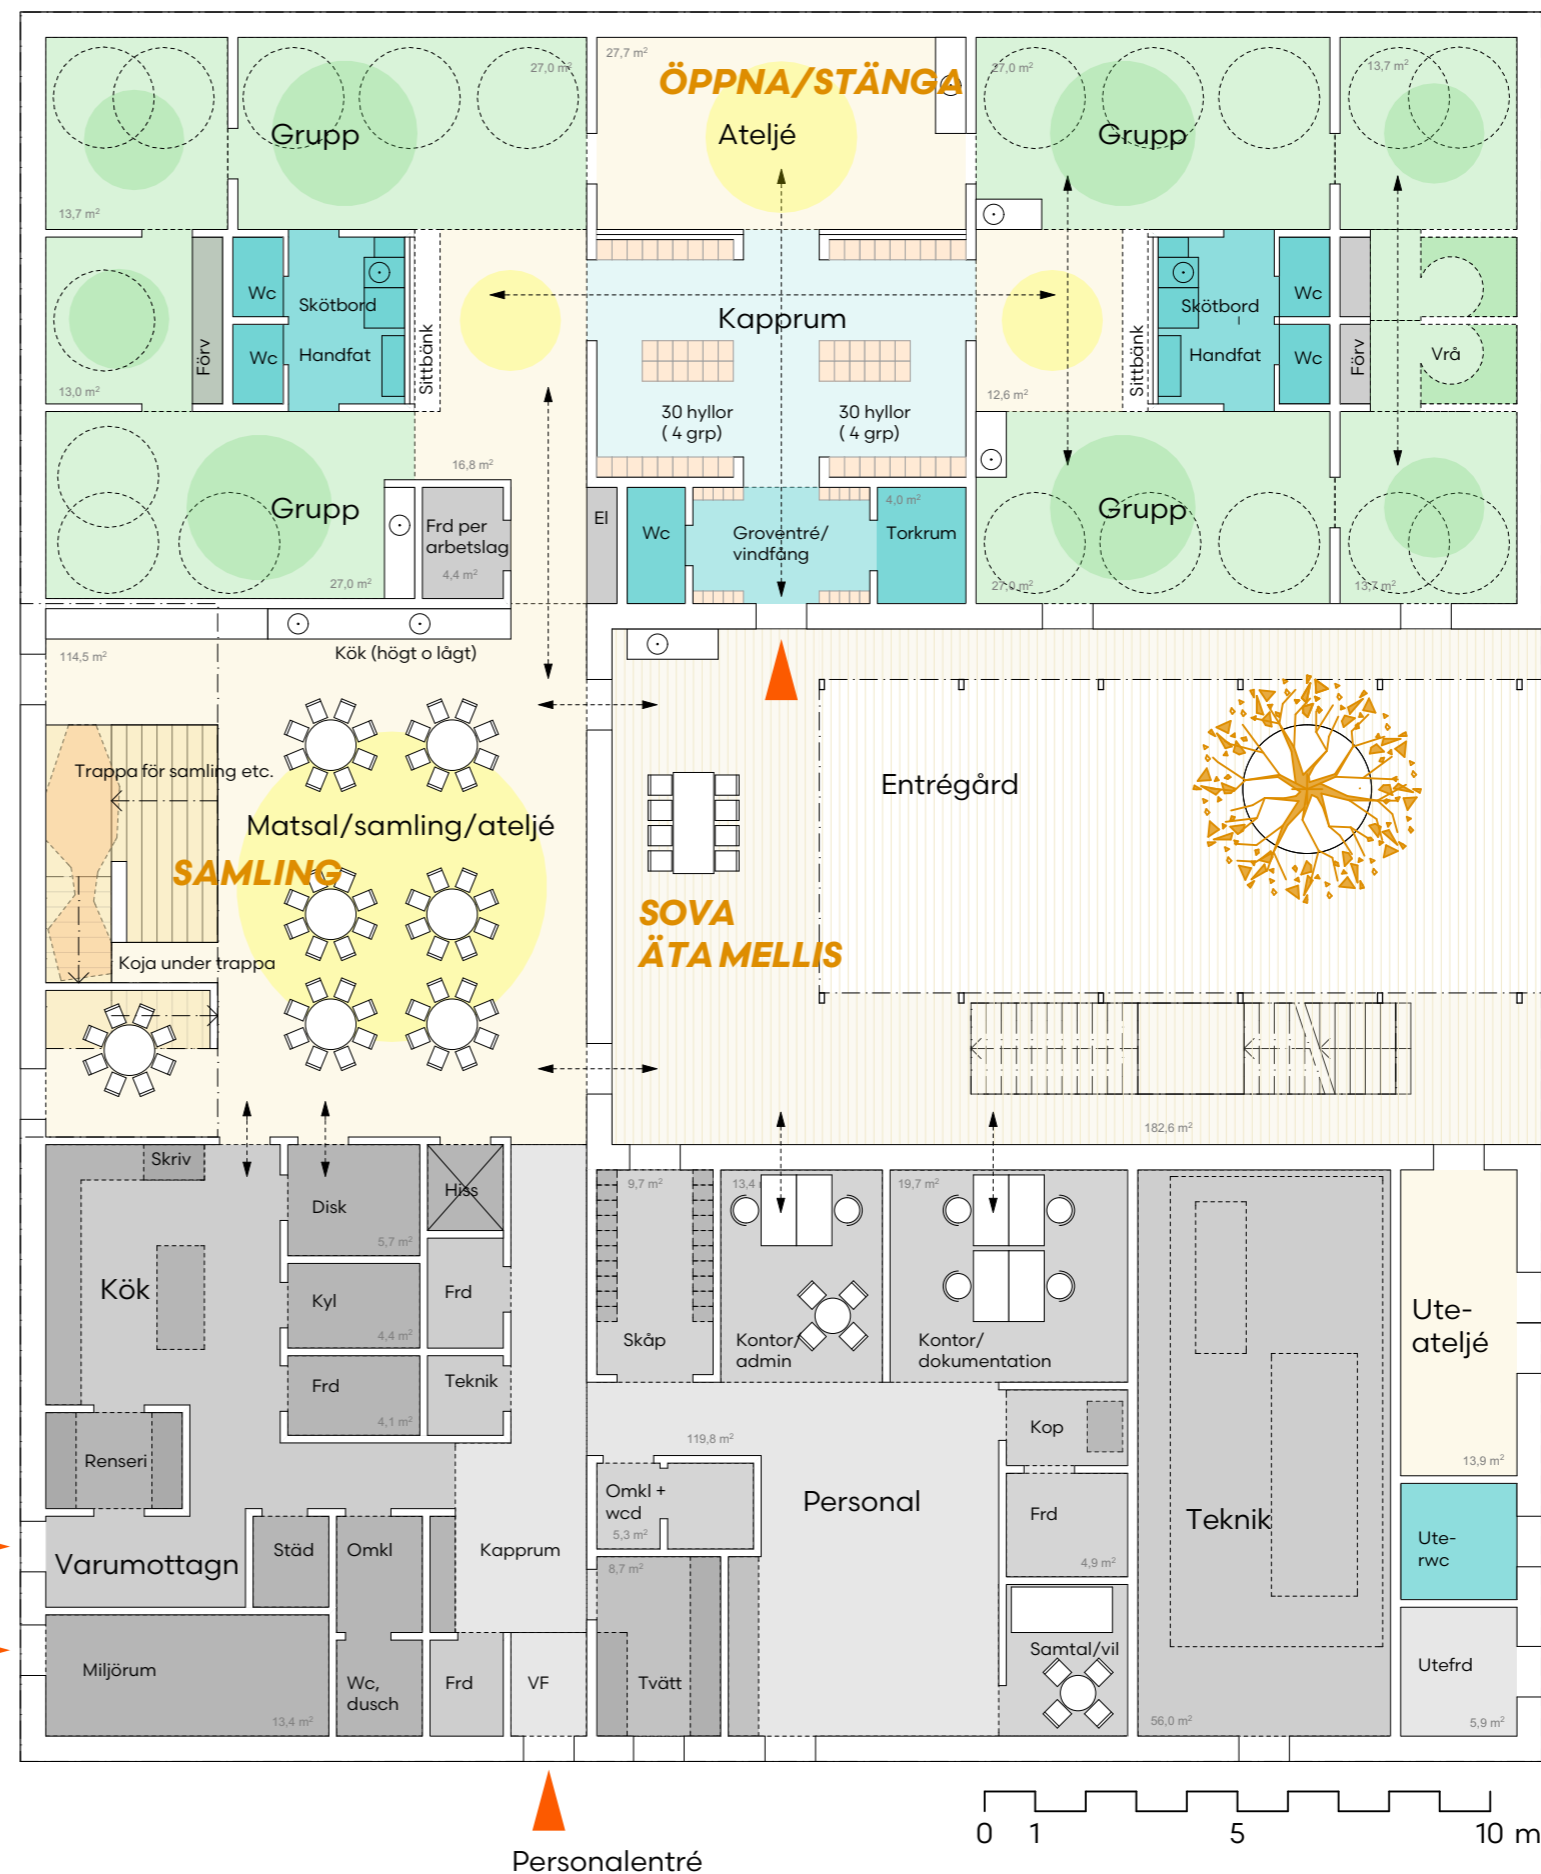 27,0 m²
27,7 m²
ÖPPNA/STÄNGA
27,0 m²
13,7 m²
Grupp
Ateljé
Grupp
13,7 m²
Wc
Skötbord
Wc
Handfat
Förv
Sittbänk
13,0 m²
Kapprum
30 hyllor
( 4 grp)
30 hyllor
( 4 grp)
12,6 m²
Sittbänk
Skötbord
Handfat
Wc
Wc
Förv
Vrå
16,8 m²
Grupp
27,0 m²
Frd per
arbetslag
4,4 m²
El
Wc
Groventré/
vindfång
4,0 m²
Torkrum
Grupp
27,0 m²
13,7 m²
114,5 m²
Kök (högt o lågt)
Trappa för samling etc.
Matsal/samling/ateljé
SAMLING
Koja under trappa
Entrégård
SOVA
ÄTA MELLIS
182,6 m²
Skriv
Disk
5,7 m²
Hiss
9,7 m²
13,4
19,7 m²
Kök
Kyl
4,4 m²
Frd
Skåp
Kontor/
admin
Kontor/
dokumentation
Ute-
ateljé
13,9 m²
Frd
4,1 m²
Teknik
Renseri
119,8 m²
Kop
Omkl +
wcd
5,3 m²
Personal
Frd
4,9 m²
Teknik
56,0 m²
Ute-
rwc
Varumottagn
Städ
Omkl
Kapprum
8,7 m²
Miljörum
13,4 m²
Wc,
dusch
Frd
VF
Tvätt
Samtal/vil
Utefrd
5,9 m²
Personalentré
0 1 5 10 m